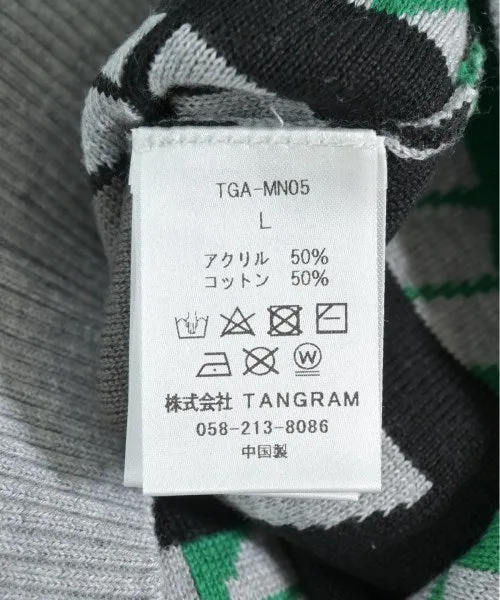 TGA-MN05
L
アクリル 50%
コットン 50%
W
株式会社 TANGRAM
058-213-8086
中国製